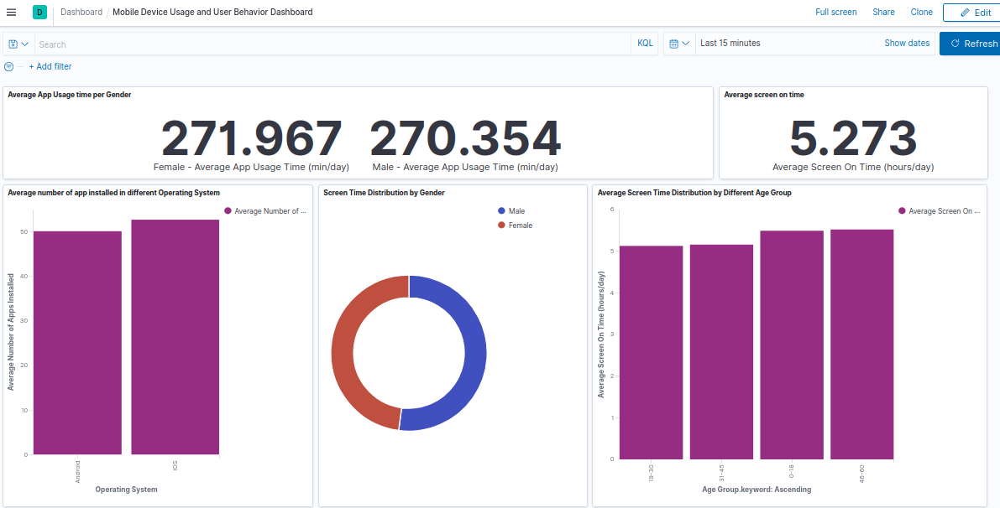 D Dashboard / Mobile Device Usage and User Behavior Dashboard Full screen Share Clone Edit
Search KQL Last 15 minutes Show dates Refresh
+ Add filter
Average App Usage time per Gender
271.967 270.354
Female - Average App Usage Time (min/day) Male - Average App Usage Time (min/day)
Average screen on time
5.273
Average Screen On Time (hours/day)
Average number of app installed in different Operating System
Average Number of ...
50
40
30
20
10
0
Average Number of Apps Installed
Android
iOS
Operating System
Screen Time Distribution by Gender
Male
Female
Average Screen Time Distribution by Different Age Group
Average Screen On ...
6
5
4
3
2
1
0
Average Screen On Time (hours/day)
19-30
31-45
0-18
46-60
Age Group.keyword: Ascending